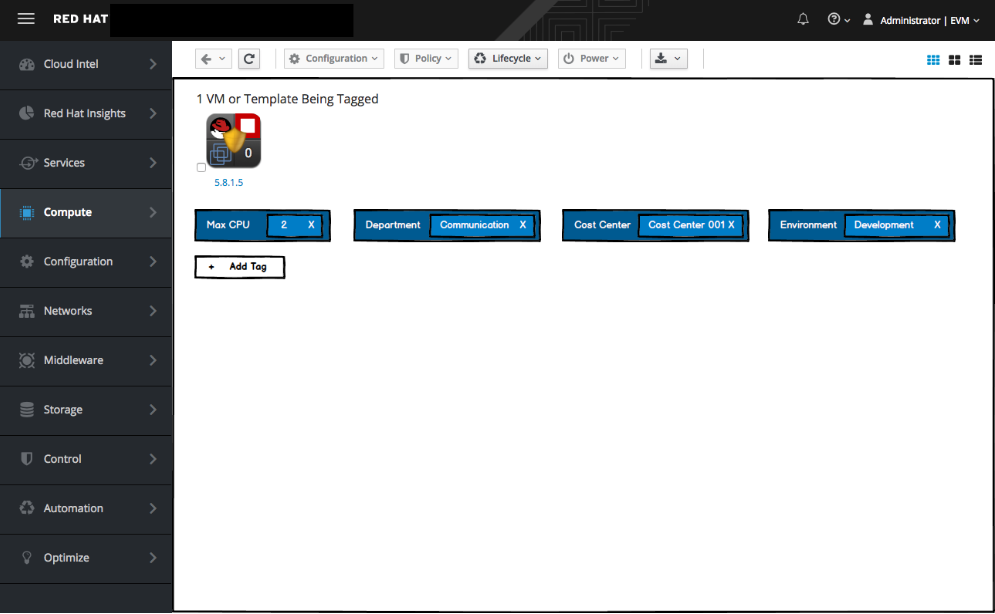 RED HAT
Administrator | EVM
Cloud Intel
Red Hat Insights
Services
Compute
Configuration
Networks
Middleware
Storage
Control
Automation
Optimize
Configuration
Policy
Lifecycle
Power
1 VM or Template Being Tagged
0
5.8.1.5
Max CPU 2 X
Department Communication X
Cost Center Cost Center 001 X
Environment Development X
+ Add Tag